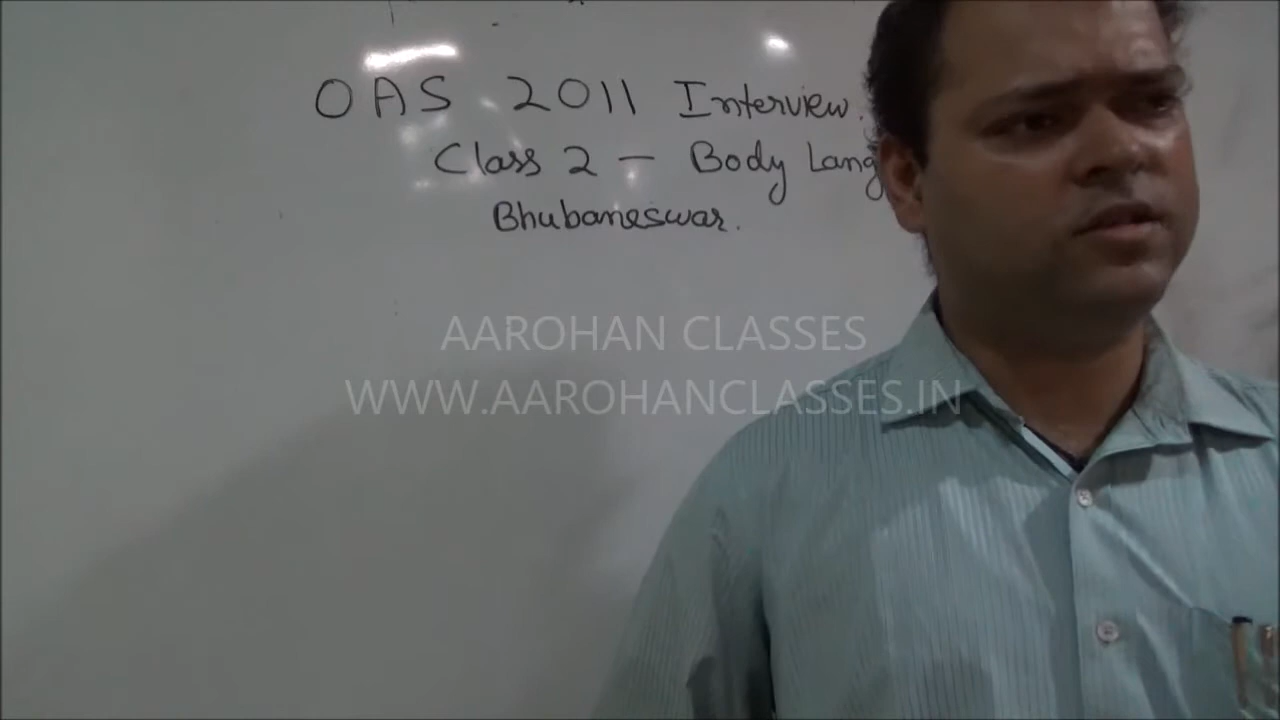 OAS 2011 Interview.
Class 2 - Body Lang
Bhubaneswar.
AAROHAN CLASSES
WWW.AAROHANCLASSES.IN